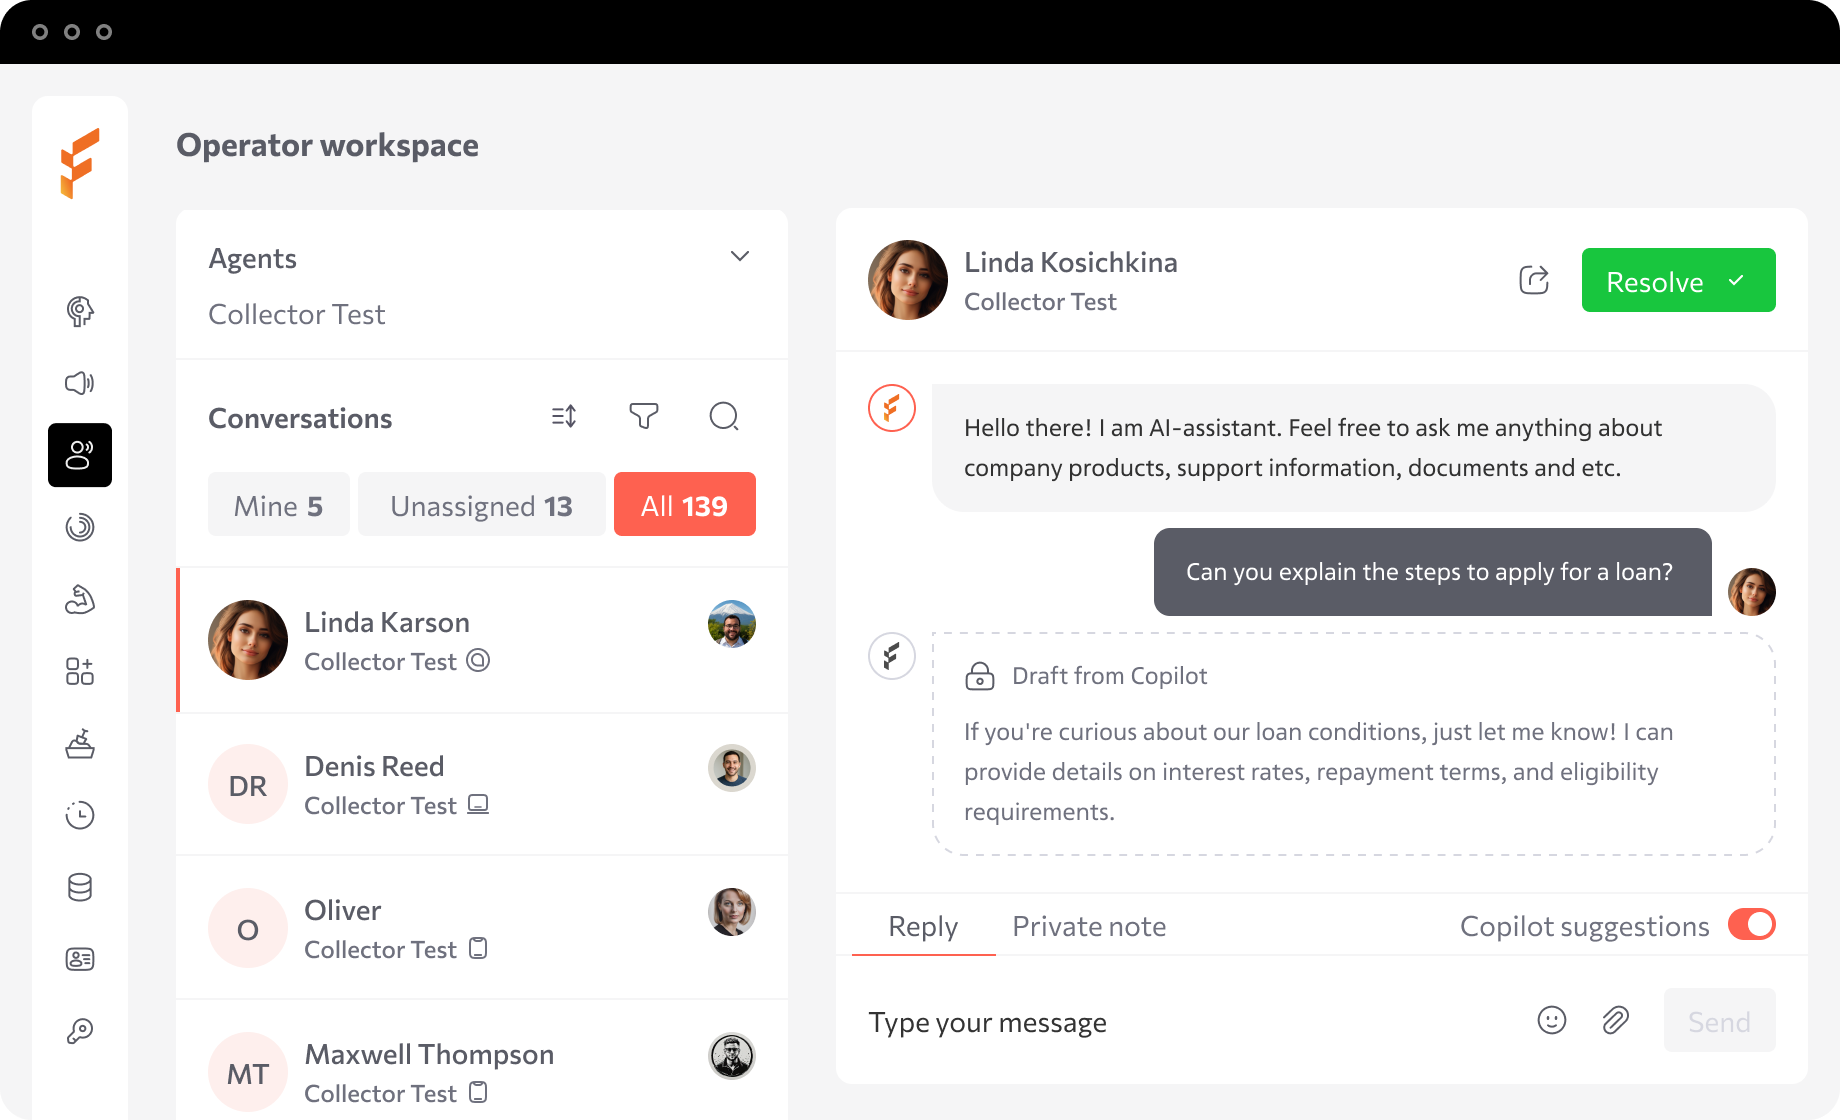 Operator workspace
Agents
Collector Test
Conversations
Mine 5
Unassigned 13
All 139
Linda Karson
Collector Test
DR
Denis Reed
Collector Test
O
Oliver
Collector Test
MT
Maxwell Thompson
Collector Test
Linda Kosichkina
Collector Test
Resolve
Hello there! I am AI-assistant. Feel free to ask me anything about
company products, support information, documents and etc.
Can you explain the steps to apply for a loan?
Draft from Copilot
If you're curious about our loan conditions, just let me know! I can
provide details on interest rates, repayment terms, and eligibility
requirements.
Reply
Private note
Copilot suggestions
Type your message
Send